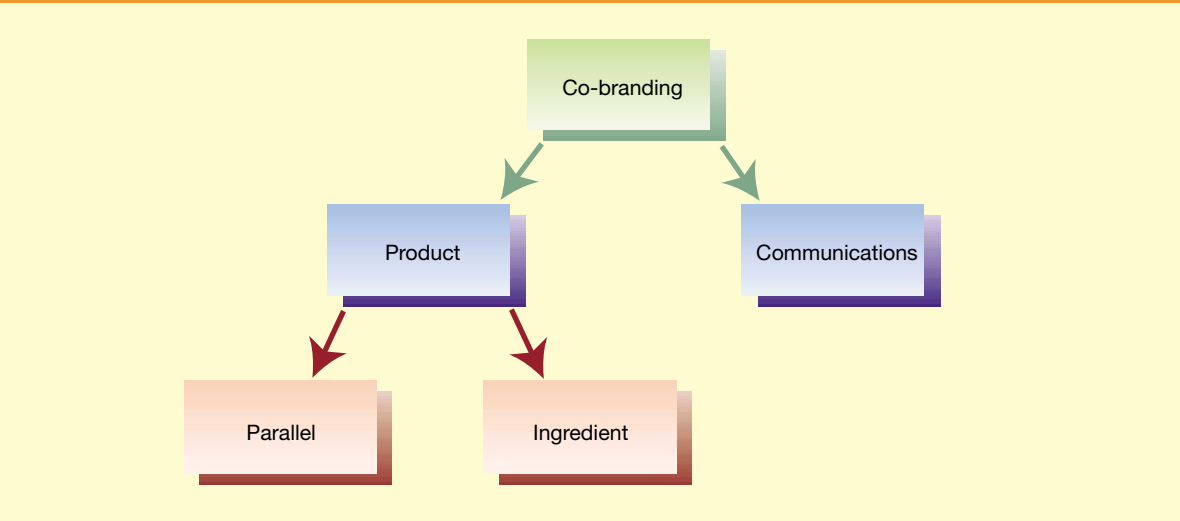 Co-branding
Product
Communications
Parallel
Ingredient